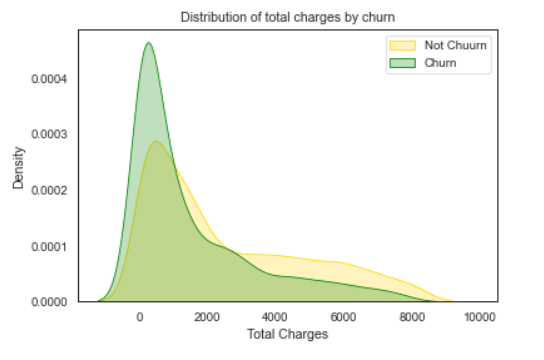 Distribution of total charges by churn
Not Chuurn
Churn
0.0004
0.0003
0.0002
0.0001
0.0000
Density
0 2000 4000 6000 8000 10000
Total Charges